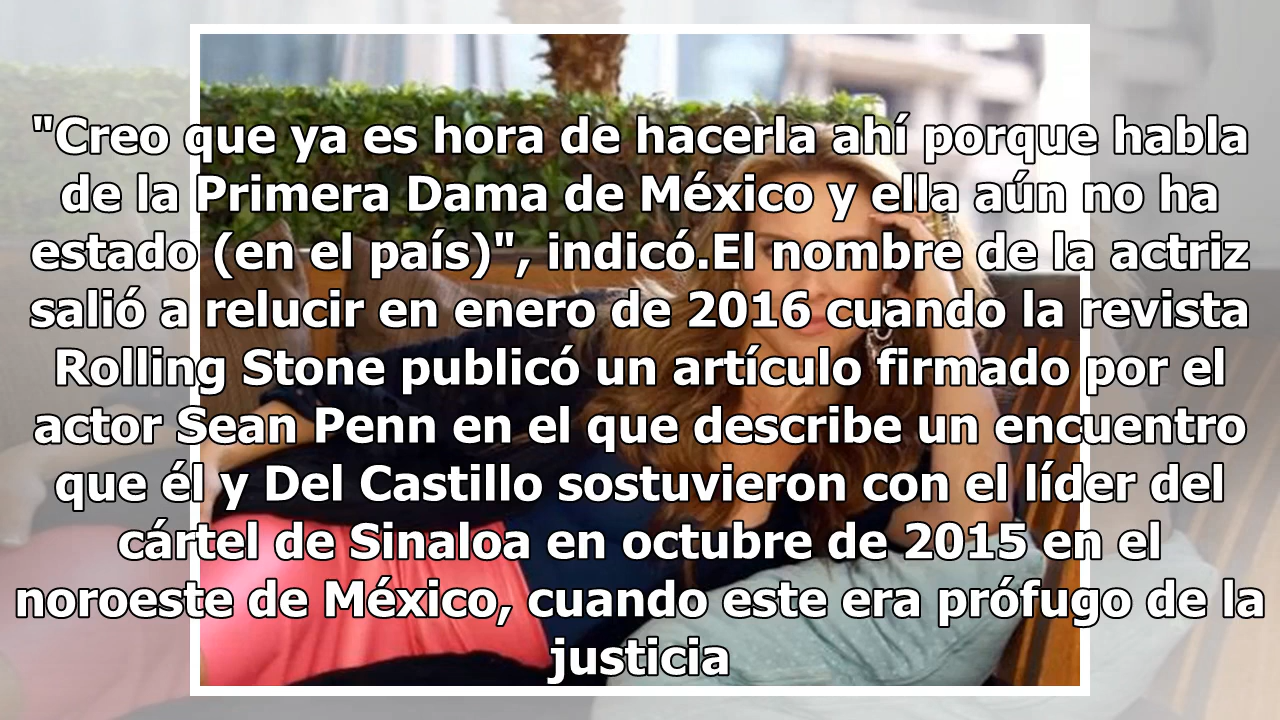 "Creo que ya es hora de hacerla ahí porque habla
de la Primera Dama de México y ella aún no ha
estado (en el país)", indicó.El nombre de la actriz
salió a relucir en enero de 2016 cuando la revista
Rolling Stone publicó un artículo firmado por el
actor Sean Penn en el que describe un encuentro
que él y Del Castillo sostuvieron con el líder del
cártel de Sinaloa en octubre de 2015 en el
noroeste de México, cuando este era prófugo de la
justicia